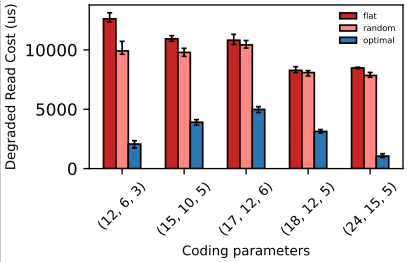 Degraded Read Cost (us)
10000
5000
0
flat
random
optimal
(12, 6, 3)
(15, 10, 5)
(17, 12, 6)
(18, 12, 5)
(24, 15, 5)
Coding parameters